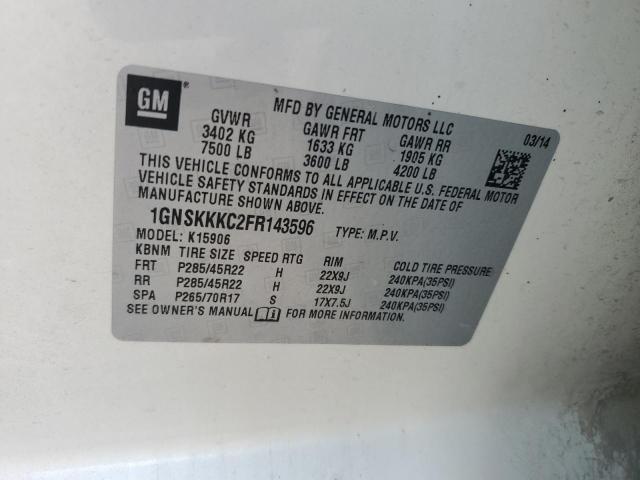 GM ®
MFD BY GENERAL MOTORS LLC
03/14
GVWR GAWR FRT GAWR RR
3402 KG 1633 KG 1905 KG
7500 LB 3600 LB 4200 LB
THIS VEHICLE CONFORMS TO ALL APPLICABLE U.S. FEDERAL MOTOR
VEHICLE SAFETY STANDARDS IN EFFECT ON THE DATE OF
MANUFACTURE SHOWN ABOVE.
1GNSKKKC2FR143596 TYPE: M.P.V.
MODEL: K15906
KBNM TIRE SIZE SPEED RTG RIM COLD TIRE PRESSURE
FRT P285/45R22 H 22X9J 240KPA(35PSI)
RR P285/45R22 H 22X9J 240KPA(35PSI)
SPA P265/70R17 S 17X7.5J 240KPA(35PSI)
SEE OWNER'S MANUAL FOR MORE INFORMATION.